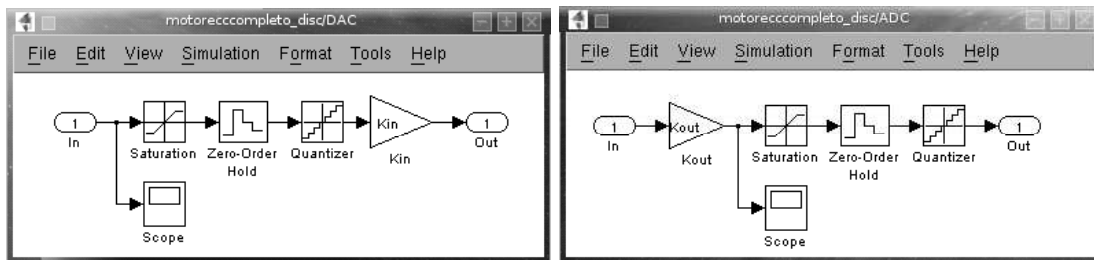 motorecccompleto_disc/DAC
File Edit View Simulation Format Tools Help
1
In
Saturation
Zero-Order
Hold
Quantizer
Kin
Kin
1
Out
Scope
motorecccompleto_disc/ADC
File Edit View Simulation Format Tools Help
1
In
Kout
Kout
Saturation
Zero-Order
Hold
Quantizer
1
Out
Scope